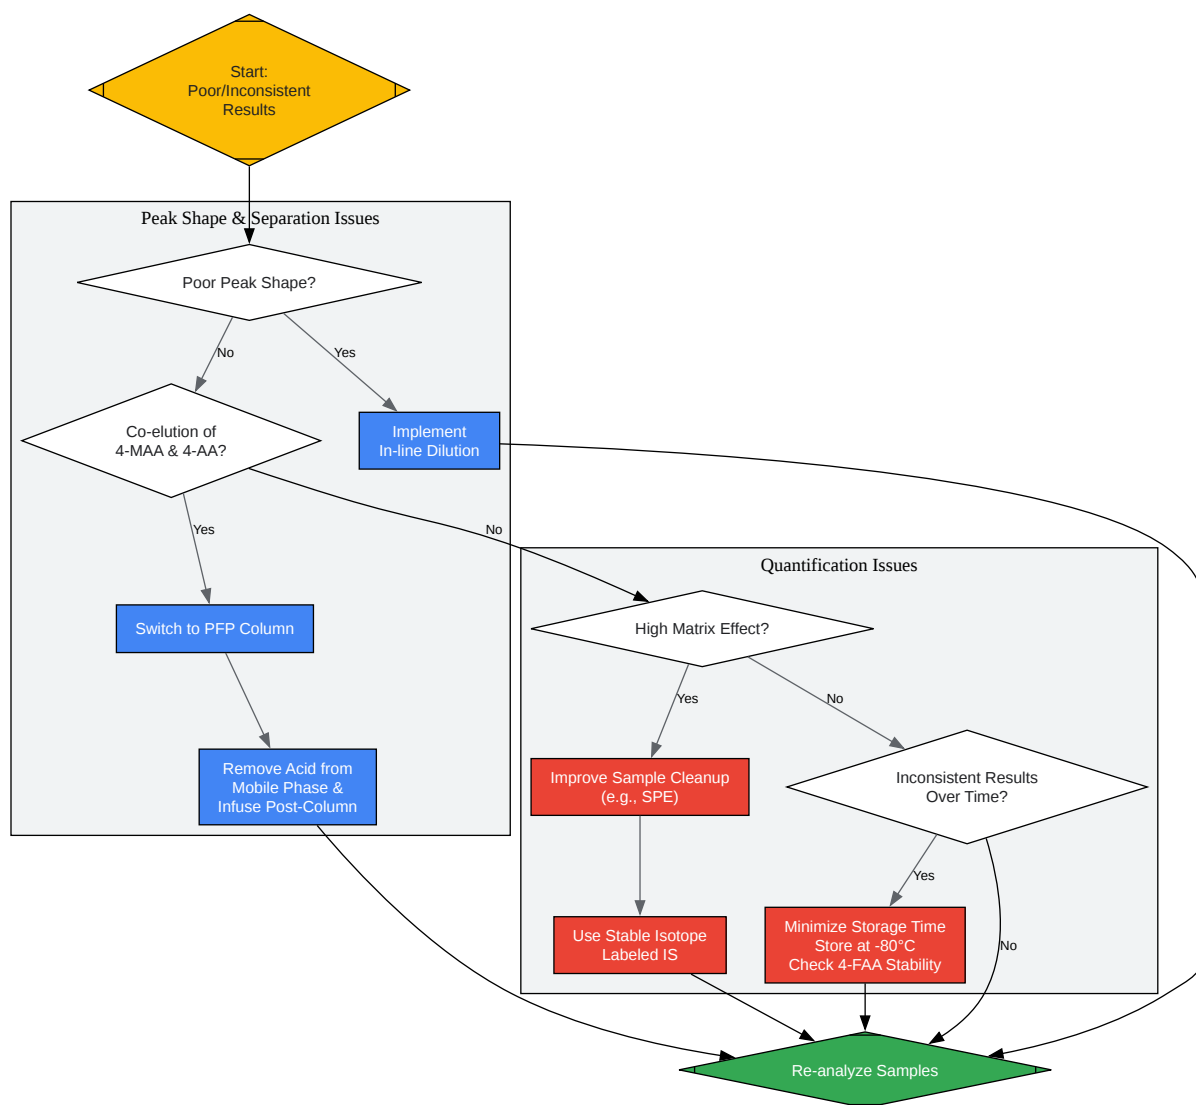 Start:
Poor/Inconsistent
Results
Peak Shape & Separation Issues
Poor Peak Shape?
No
Yes
Co-elution of
4-MAA & 4-AA?
Implement
In-line Dilution
Yes
No
Switch to PFP Column
Remove Acid from
Mobile Phase &
Infuse Post-Column
Quantification Issues
High Matrix Effect?
Yes
No
Improve Sample Cleanup
(e.g., SPE)
Inconsistent Results
Over Time?
Yes
No
Use Stable Isotope
Labeled IS
Minimize Storage Time
Store at -80°C
Check 4-FAA Stability
Re-analyze Samples